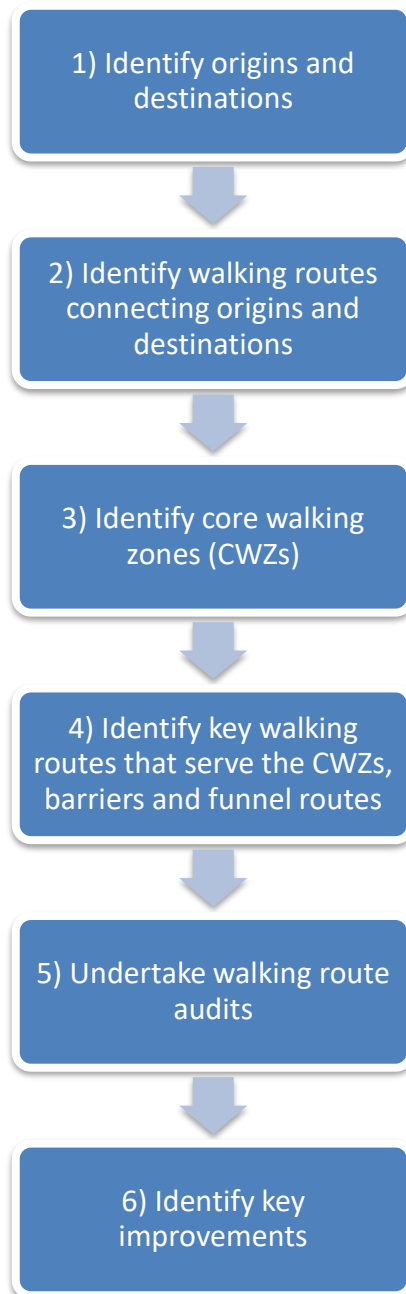 1) Identify origins and
destinations
2) Identify walking routes
connecting origins and
destinations
3) Identify core walking
zones (CWZs)
4) Identify key walking
routes that serve the CWZs,
barriers and funnel routes
5) Undertake walking route
audits
6) Identify key
improvements